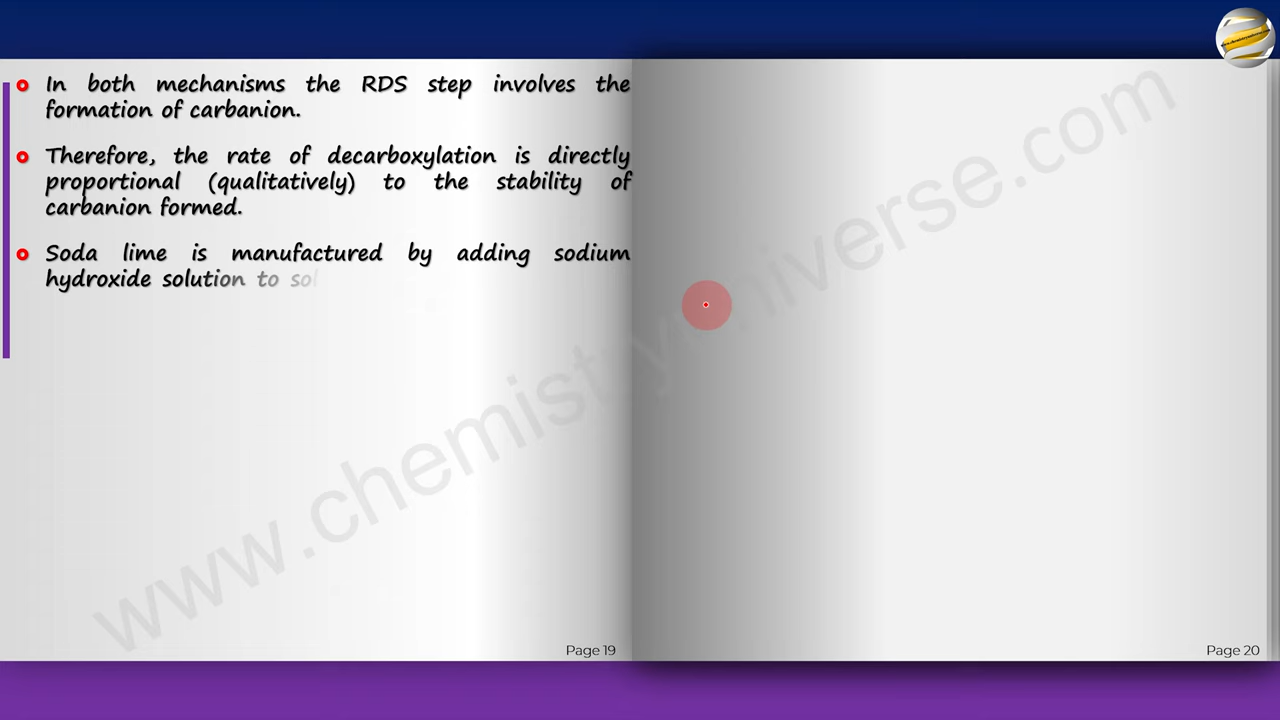 In both mechanisms the RDS step involves the
formation of carbanion.
Therefore, the rate of decarboxylation is directly
proportional (qualitatively) to the stability of
carbanion formed.
Soda lime is manufactured by adding sodium
hydroxide solution to sol
www.chemistryuniverse.com
Page 19
Page 20